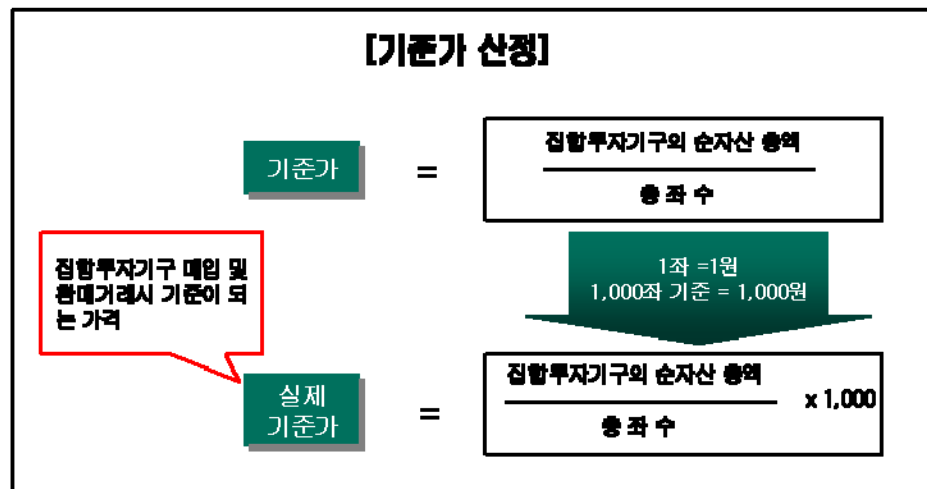 [기준가 산정]
기준가
=
집합투자기구의 순자산 총액
총 좌 수
집합투자기구 매입 및
환매거래시 기준이 되
는 가격
1좌 =1원
1,000좌 기준 = 1,000원
실제
기준가
=
집합투자기구의 순자산 총액
x 1,000
총 좌 수